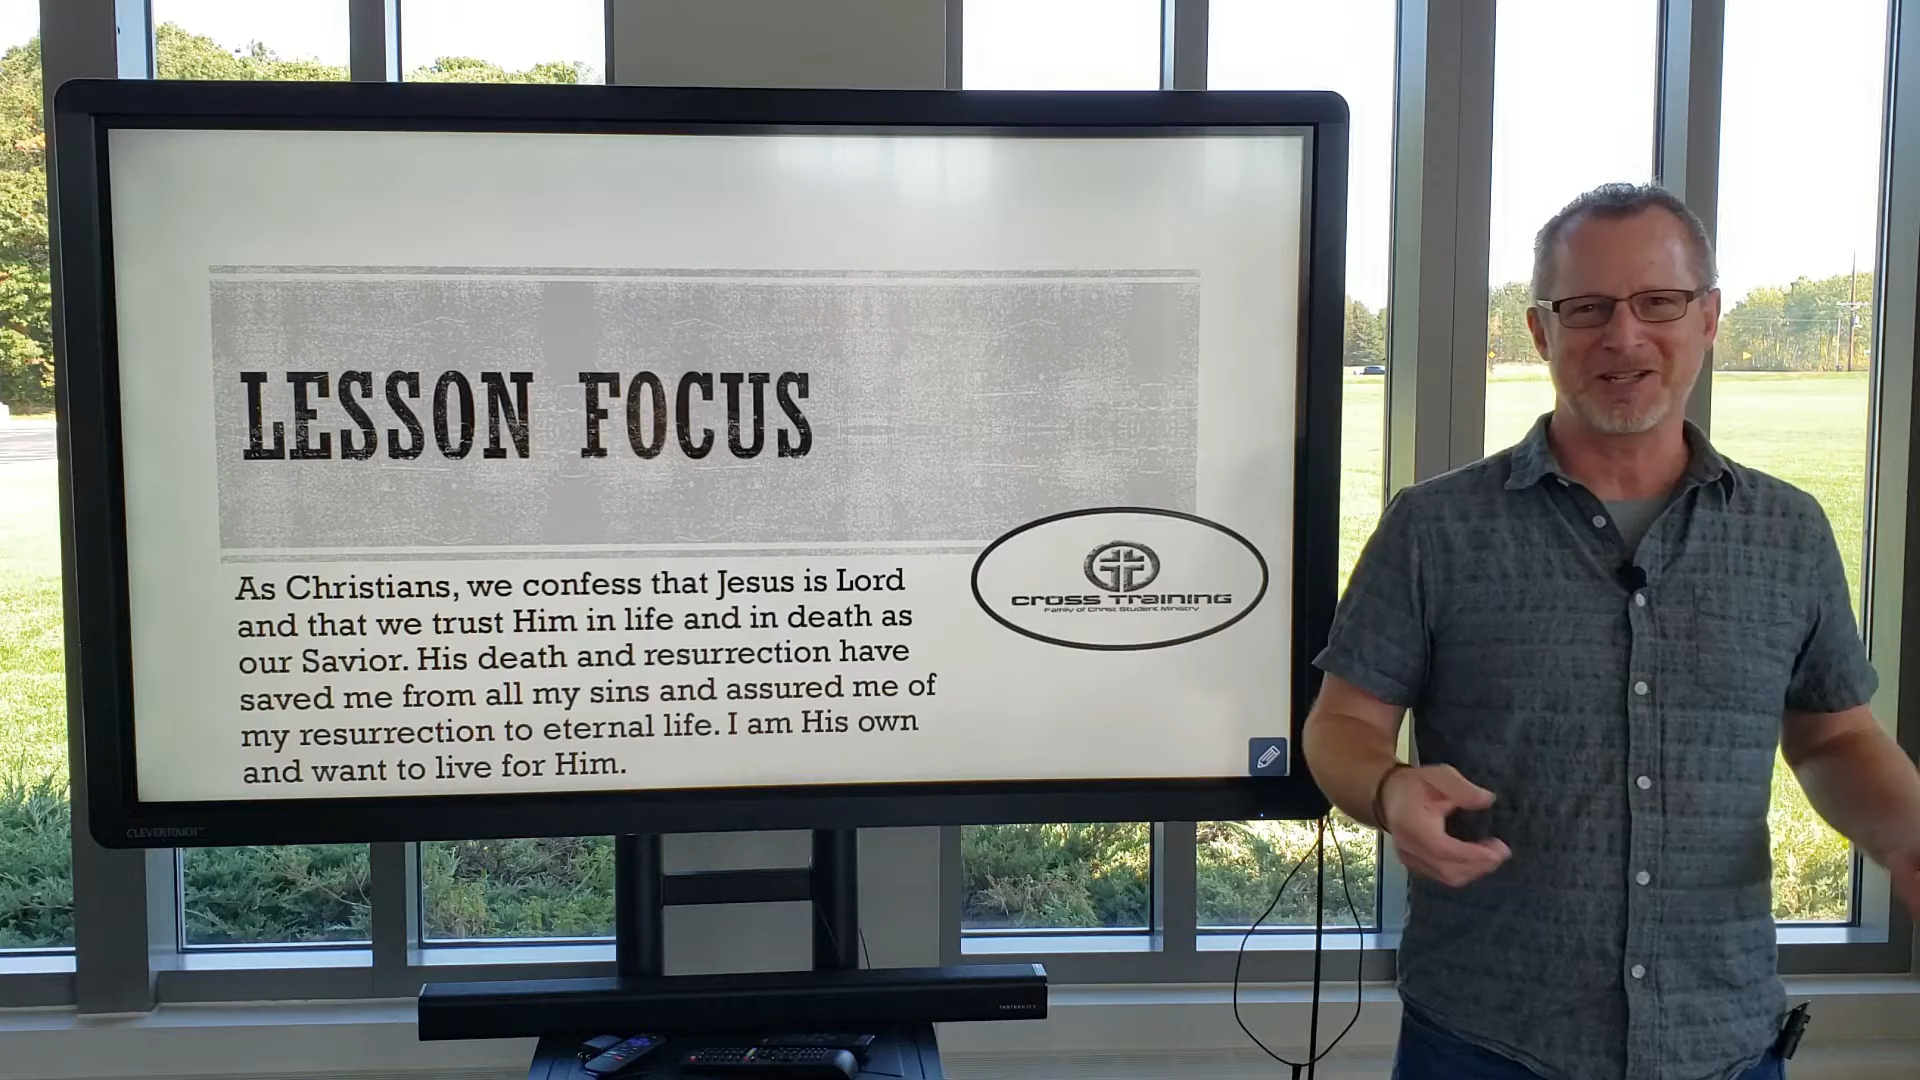 LESSON FOCUS
As Christians, we confess that Jesus is Lord
and that we trust Him in life and in death as
our Savior. His death and resurrection have
saved me from all my sins and assured me of
my resurrection to eternal life. I am His own
and want to live for Him.
CROSS TRAINING
Family of Christ Student Ministry
CLEVERTOUCH